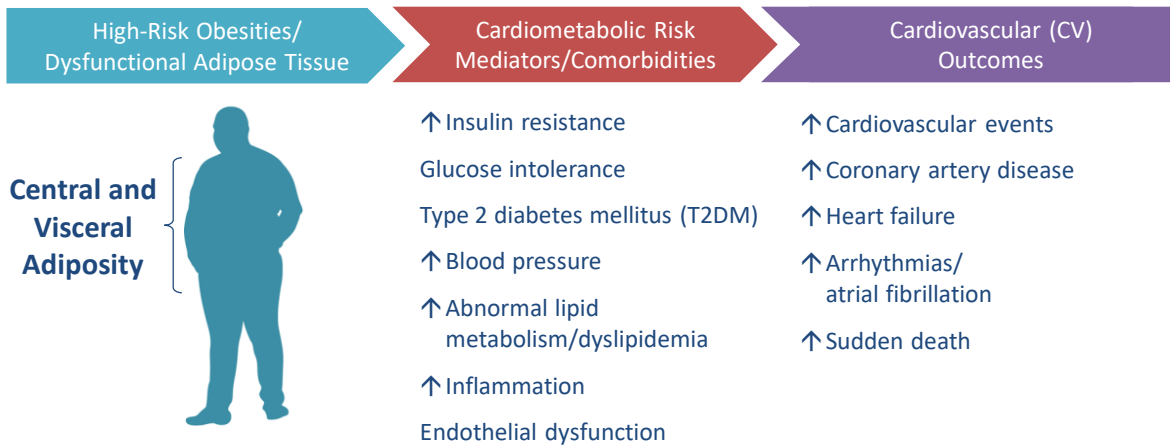 High-Risk Obesities/
Dysfunctional Adipose Tissue
Cardiometabolic Risk
Mediators/Comorbidities
Cardiovascular (CV)
Outcomes
Central and
Visceral
Adiposity
↑ Insulin resistance
Glucose intolerance
Type 2 diabetes mellitus (T2DM)
↑ Blood pressure
↑ Abnormal lipid
metabolism/dyslipidemia
↑ Inflammation
Endothelial dysfunction
↑ Cardiovascular events
↑ Coronary artery disease
↑ Heart failure
↑ Arrhythmias/
atrial fibrillation
↑ Sudden death